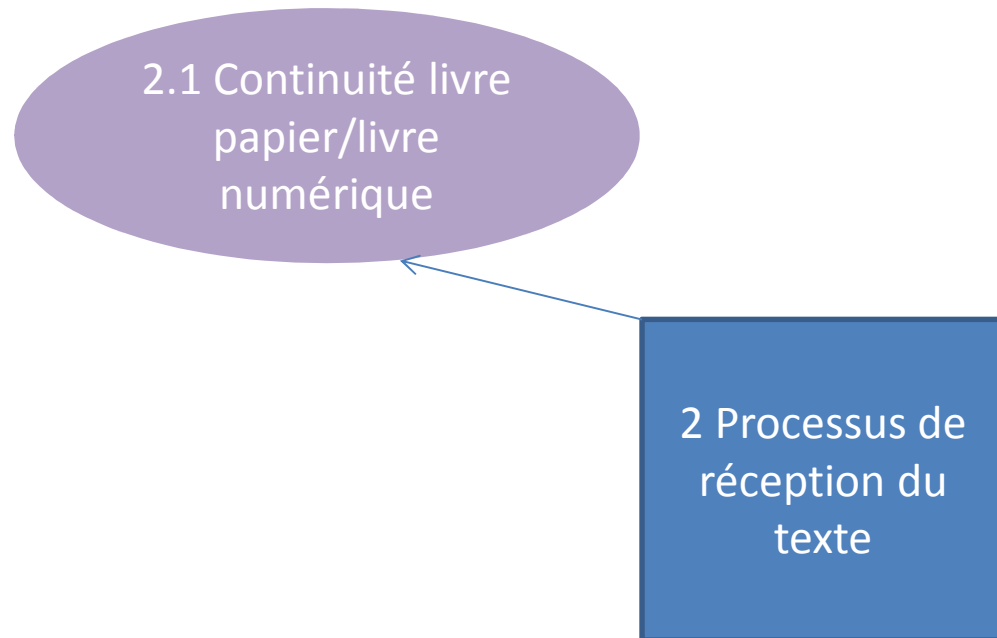 2.1 Continuité livre
papier/livre
numérique
2 Processus de
réception du
texte